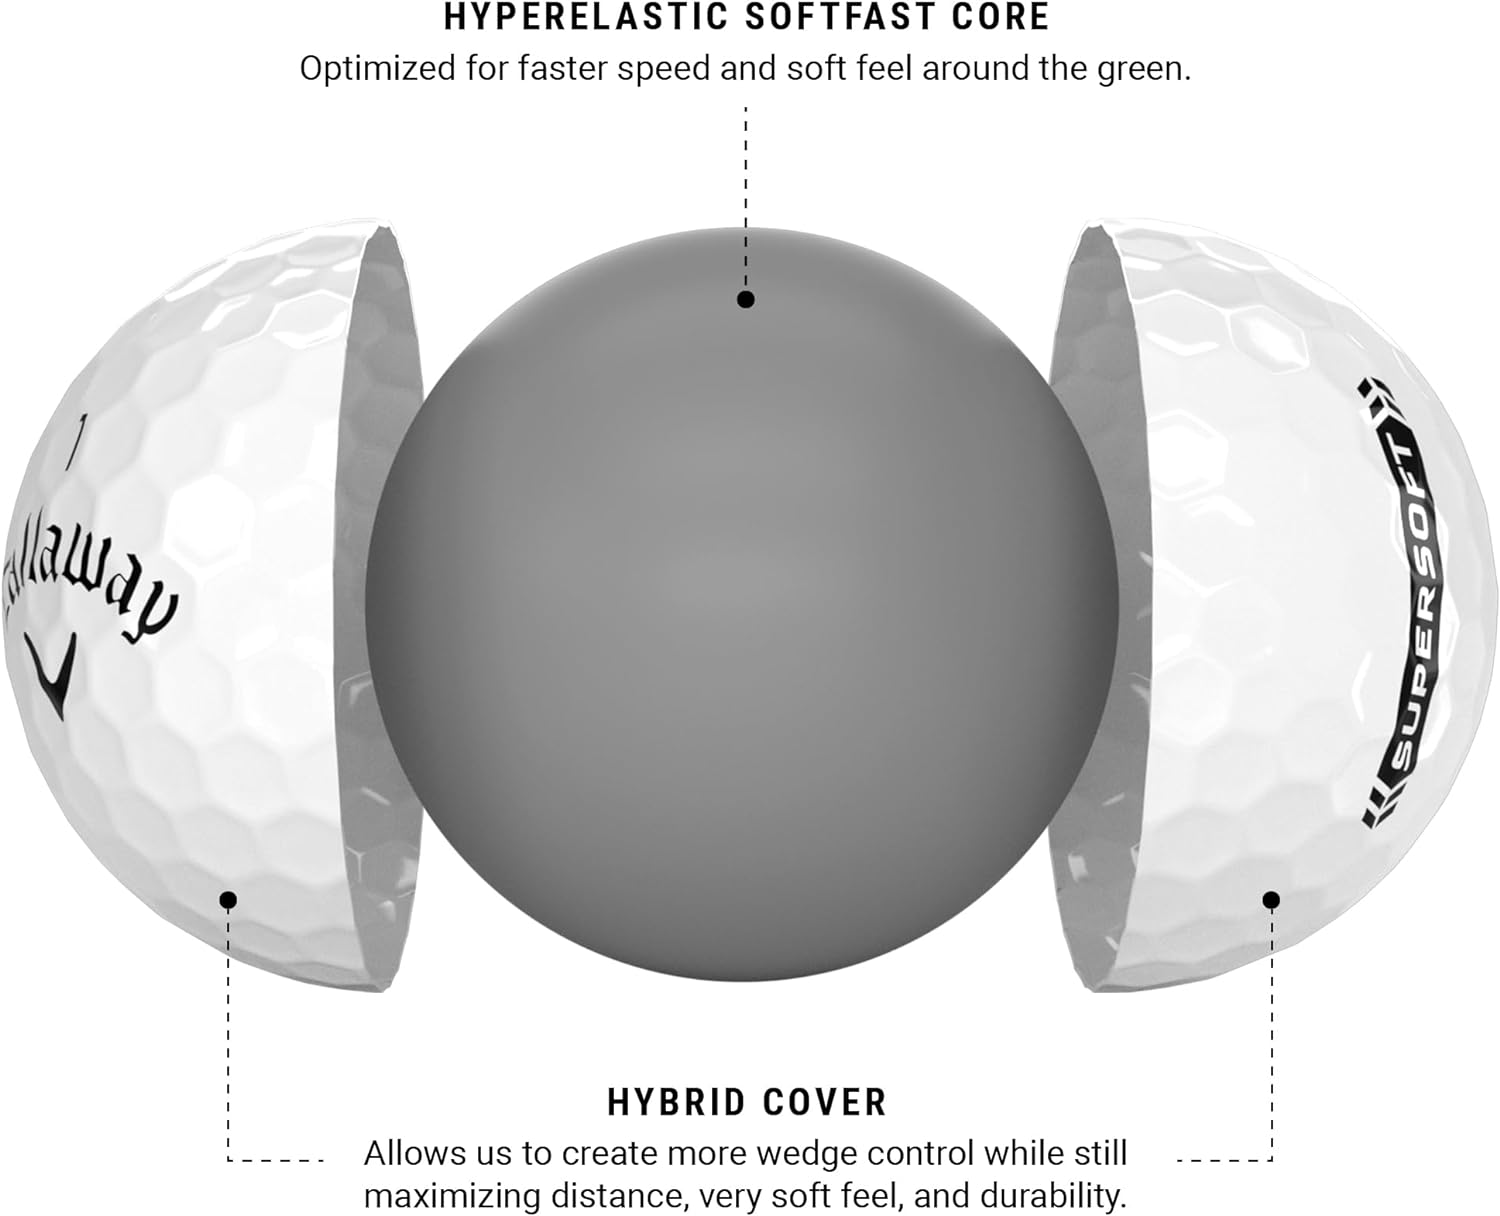 HYPERELASTIC SOFTFAST CORE
Optimized for faster speed and soft feel around the green.
1
Callaway
SUPERSOFT
HYBRID COVER
Allows us to create more wedge control while still
maximizing distance, very soft feel, and durability.